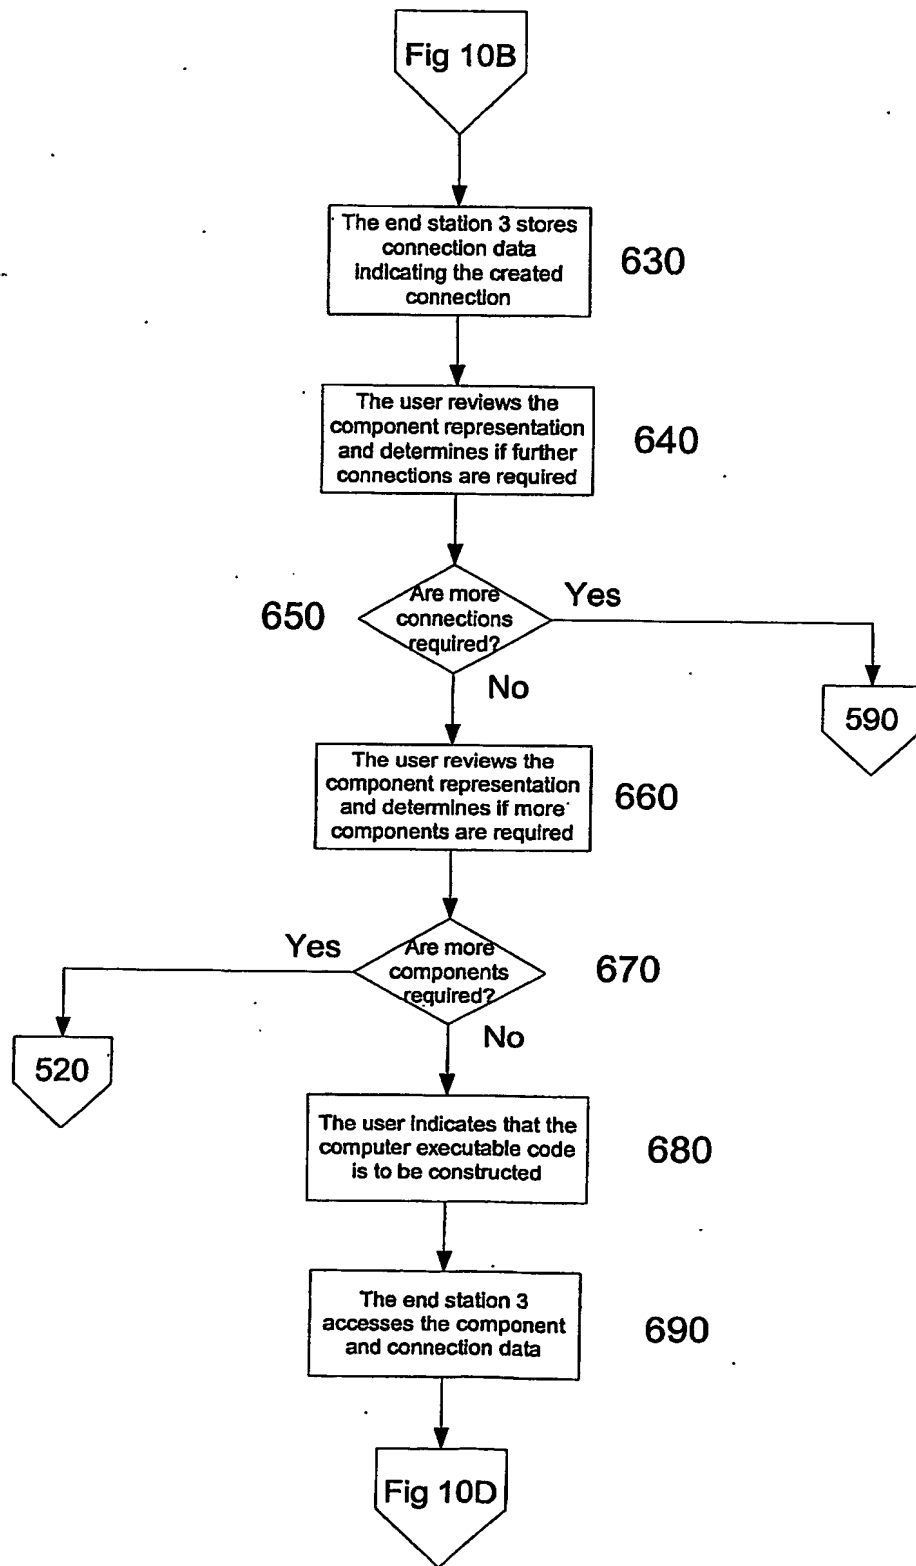 Fig 10B
The end station 3 stores
connection data
indicating the created
connection
630
The user reviews the
component representation
and determines if further
connections are required
640
650
Are more
connections
required?
Yes
No
590
The user reviews the
component representation
and determines if more
components are required
660
Yes
Are more
components
required?
670
No
520
The user indicates that the
computer executable code
is to be constructed
680
The end station 3
accesses the component
and connection data
690
Fig 10D